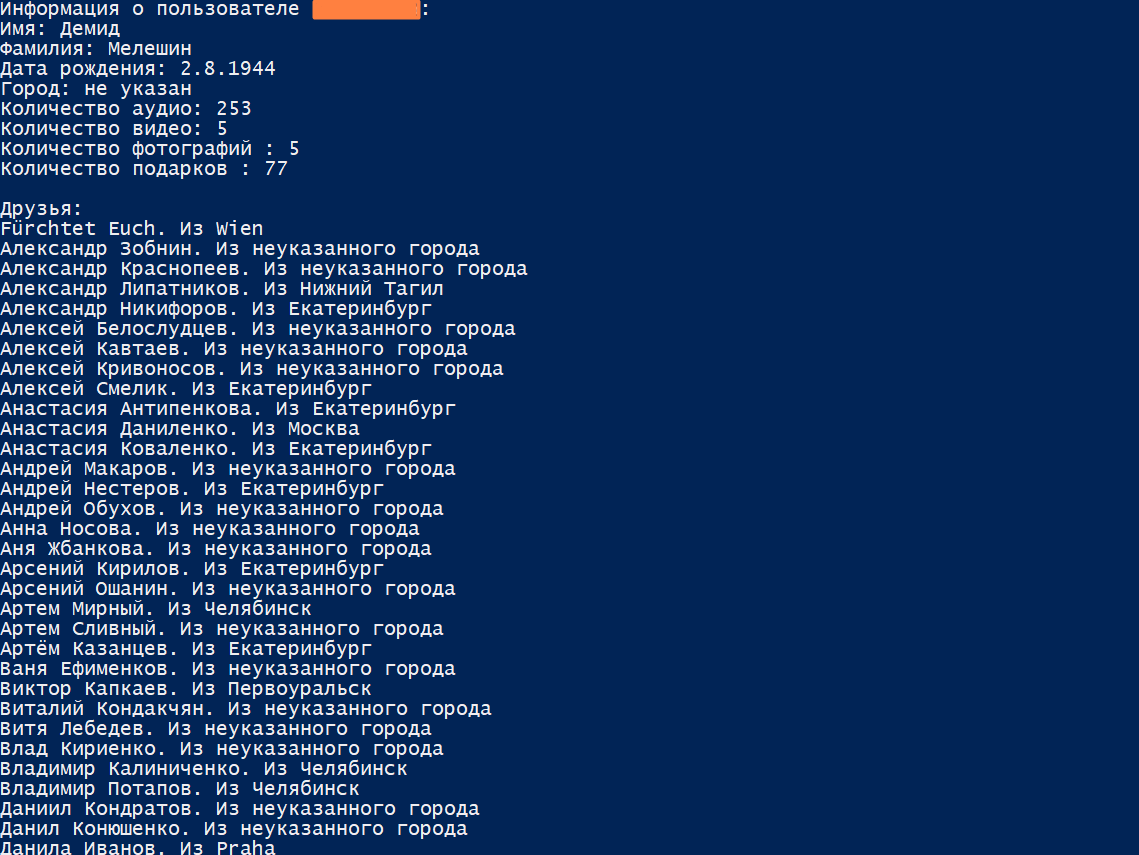 Информация о пользователе :
Имя: Демид
Фамилия: Мелешин
Дата рождения: 2.8.1944
Город: не указан
Количество аудио: 253
Количество видео: 5
Количество фотографий : 5
Количество подарков : 77
Друзья:
Fürchtet Euch. Из Wien
Александр Зобнин. Из неуказанного города
Александр Краснопеев. Из неуказанного города
Александр Липатников. Из Нижний Тагил
Александр Никифоров. Из Екатеринбург
Алексей Белослудцев. Из неуказанного города
Алексей Кавтаев. Из неуказанного города
Алексей Кривоносов. Из неуказанного города
Алексей Смелик. Из Екатеринбург
Анастасия Антипенкова. Из Екатеринбург
Анастасия Даниленко. Из Москва
Анастасия Коваленко. Из Екатеринбург
Андрей Макаров. Из неуказанного города
Андрей Нестеров. Из Екатеринбург
Андрей Обухов. Из неуказанного города
Анна Носова. Из неуказанного города
Аня Жбанкова. Из неуказанного города
Арсений Кирилов. Из Екатеринбург
Арсений Ошанин. Из неуказанного города
Артем Мирный. Из Челябинск
Артем Сливный. Из неуказанного города
Артём Казанцев. Из Екатеринбург
Ваня Ефименков. Из неуказанного города
Виктор Капкаев. Из Первоуральск
Виталий Кондакчян. Из неуказанного города
Витя Лебедев. Из неуказанного города
Влад Кириенко. Из неуказанного города
Владимир Калиниченко. Из Челябинск
Владимир Потапов. Из Челябинск
Даниил Кондратов. Из неуказанного города
Данил Конюшенко. Из неуказанного города
Данила Иванов. Из Praha